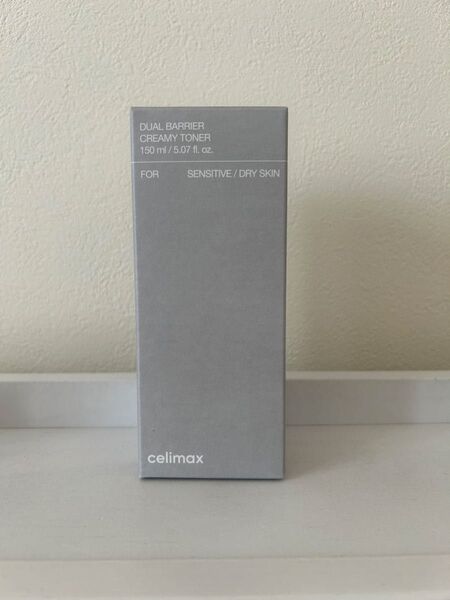 DUAL BARRIER
CREAMY TONER
150 ml / 5.07 fl. oz.
FOR SENSITIVE / DRY SKIN
celimax